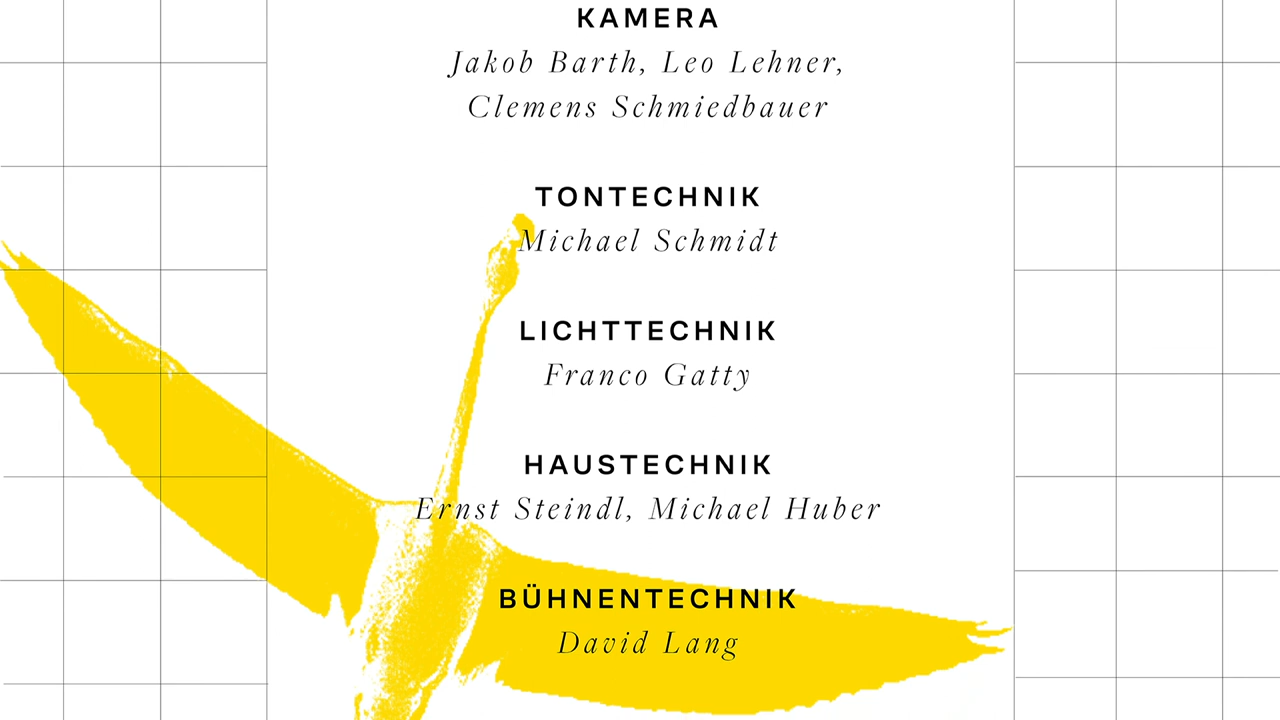 KAMERA
Jakob Barth, Leo Lehner,
Clemens Schmiedbauer
TONTECHNIK
Michael Schmidt
LICHTTECHNIK
Franco Gatty
HAUSTECHNIK
Ernst Steindl, Michael Huber
BÜHNENTECHNIK
David Lang